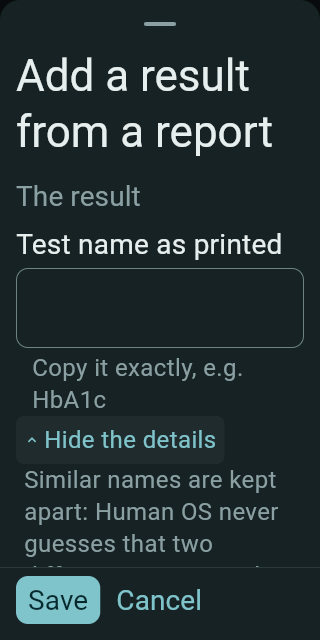 Add a result
from a report
The result
Test name as printed
Copy it exactly, e.g.
HbA1c
Hide the details
Similar names are kept
apart: Human OS never
guesses that two
Save Cancel